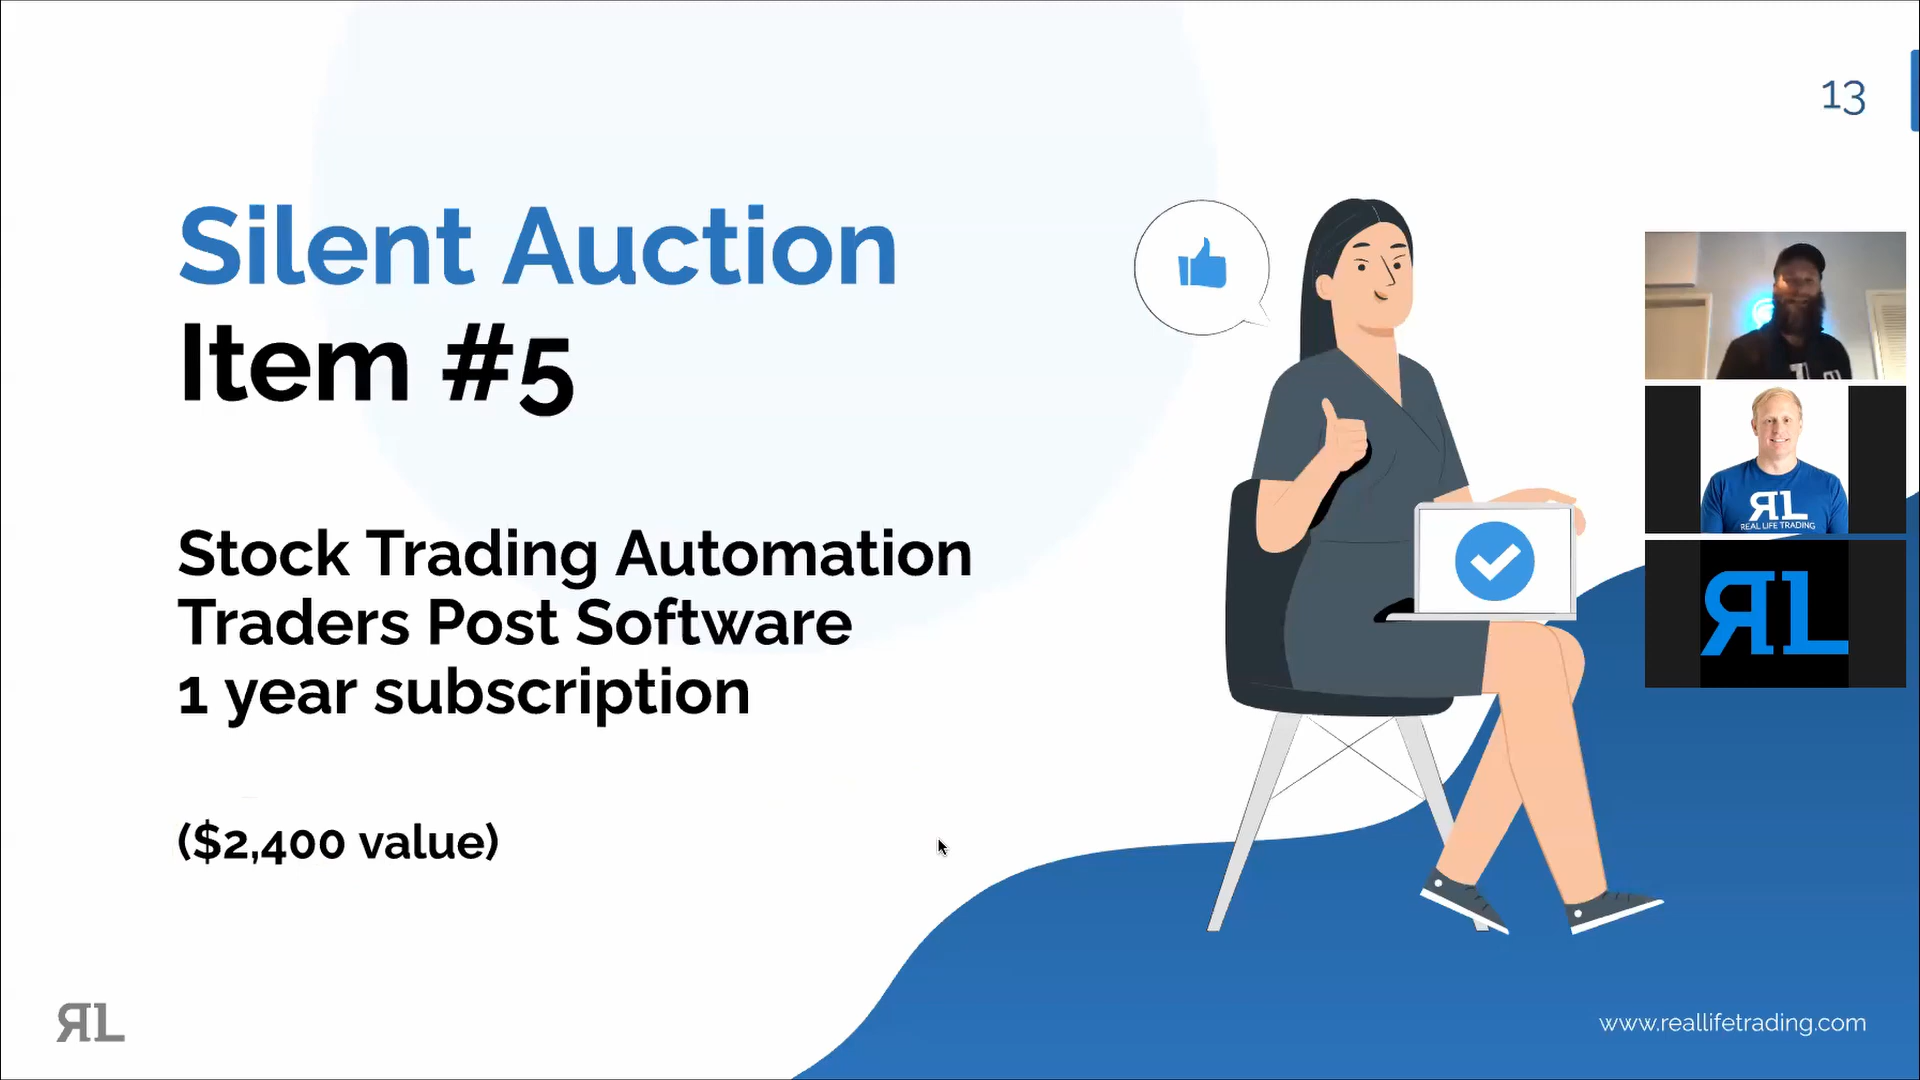 13
Silent Auction
Item #5
Stock Trading Automation
Traders Post Software
1 year subscription
($2,400 value)
RL
REAL LIFE TRADING
RL
RL
www.reallifetrading.com